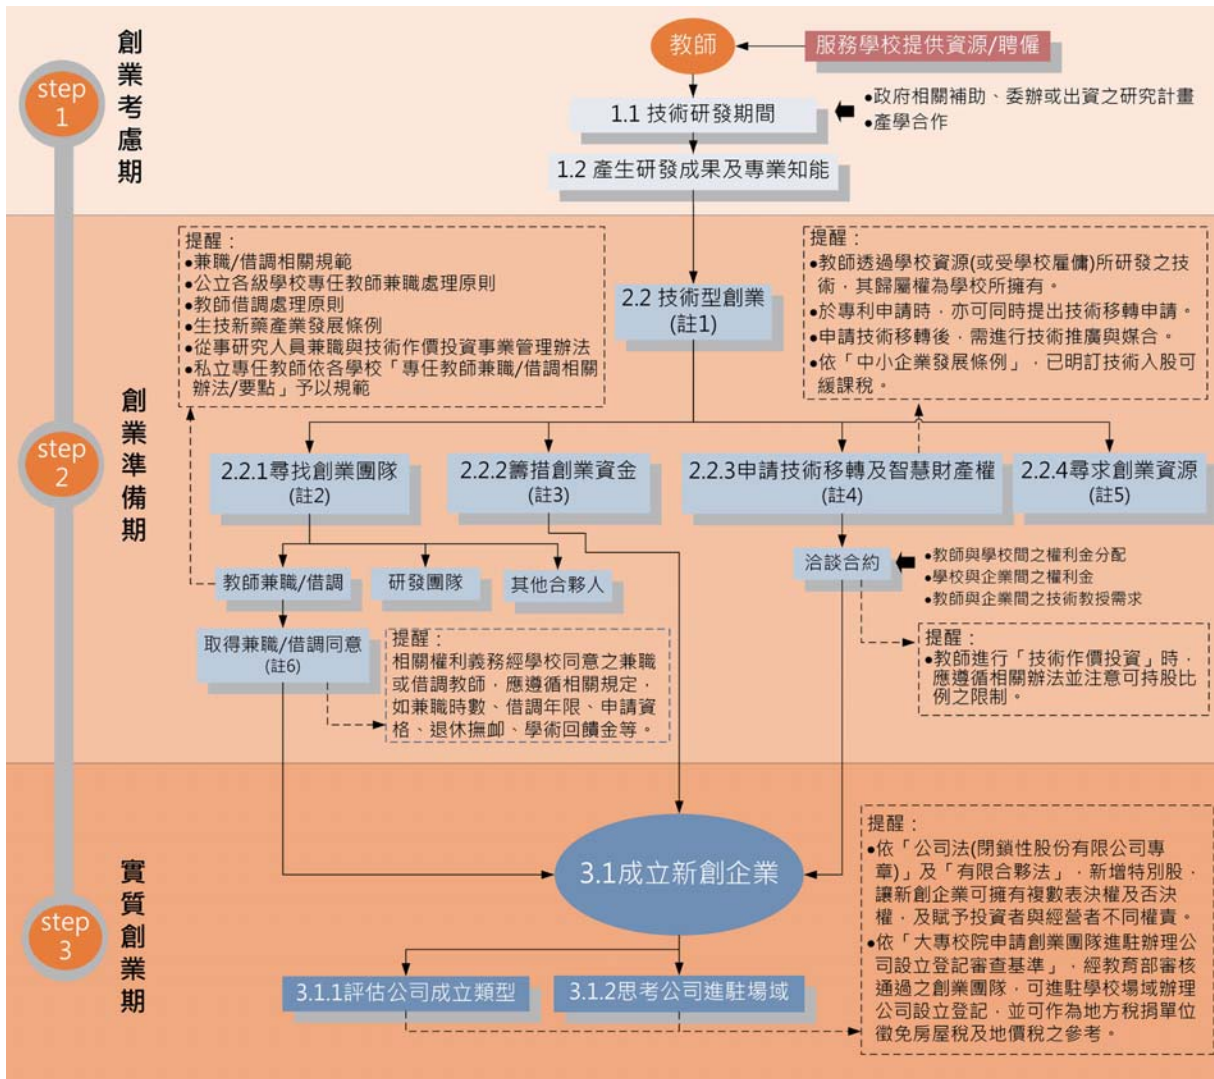 step
1
創業考慮期
教師
服務學校提供資源/聘僱
1.1 技術研發期間
●政府相關補助、委辦或出資之研究計畫
●產學合作
1.2 產生研發成果及專業知能
step
2
創業準備期
提醒：
●兼職/借調相關規範
●公立各級學校專任教師兼職處理原則
●教師借調處理原則
●生技新藥產業發展條例
●從事研究人員兼職與技術作價投資事業管理辦法
●私立專任教師依各學校「專任教師兼職/借調相關
辦法/要點」予以規範
2.2 技術型創業
(註1)
提醒：
●教師透過學校資源(或受學校雇傭)所研發之技
術，其歸屬權為學校所擁有。
●於專利申請時，亦可同時提出技術移轉申請。
●申請技術移轉後，需進行技術推廣與媒合。
●依「中小企業發展條例」，已明訂技術入股可
緩課稅。
2.2.1尋找創業團隊
(註2)
2.2.2籌措創業資金
(註3)
2.2.3申請技術移轉及智慧財產權
(註4)
2.2.4尋求創業資源
(註5)
教師兼職/借調
研發團隊
其他合夥人
洽談合約
●教師與學校間之權利金分配
●學校與企業間之權利金
●教師與企業間之技術教授需求
取得兼職/借調同意
(註6)
提醒：
相關權利義務經學校同意之兼職
或借調教師，應遵循相關規定，
如兼職時數、借調年限、申請資
格、退休撫卹、學術回饋金等。
提醒：
●教師進行「技術作價投資」時，
應遵循相關辦法並注意可持股比
例之限制。
step
3
實質創業期
3.1成立新創企業
3.1.1評估公司成立類型
3.1.2思考公司進駐場域
提醒：
●依「公司法(閉鎖性股份有限公司專
章)」及「有限合夥法」，新增特別股，
讓新創企業可擁有複數表決權及否決
權，及賦予投資者與經營者不同權責。
●依「大專校院申請創業團隊進駐辦理公
司設立登記審查基準」，經教育部審核
通過之創業團隊，可進駐學校場域辦理
公司設立登記，並可作為地方稅捐單位
徵免房屋稅及地價稅之參考。